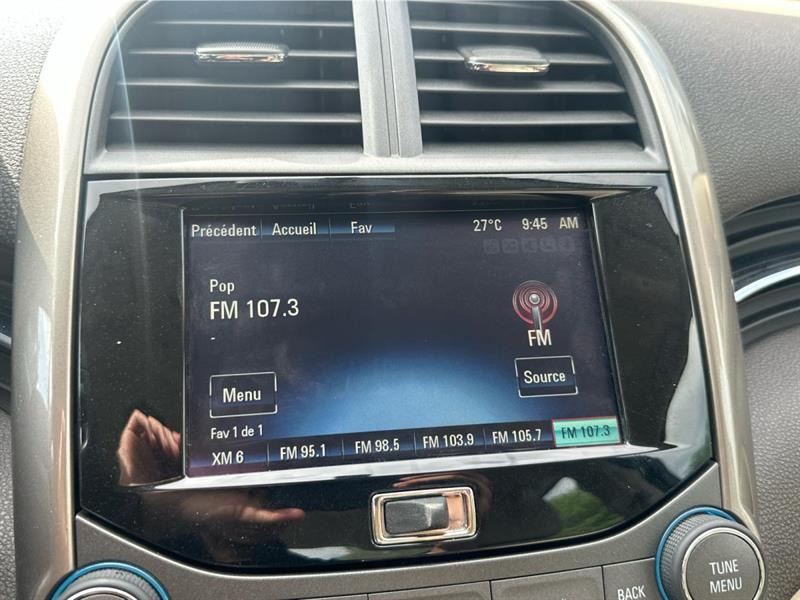 Précédent Accueil Fav 27°C 9:45 AM
Pop
FM 107.3
-
FM
Menu
Source
Fav 1 de 1
XM 6 FM 95.1 FM 98.5 FM 103.9 FM 105.7 FM 107.3
TUNE
MENU
BACK